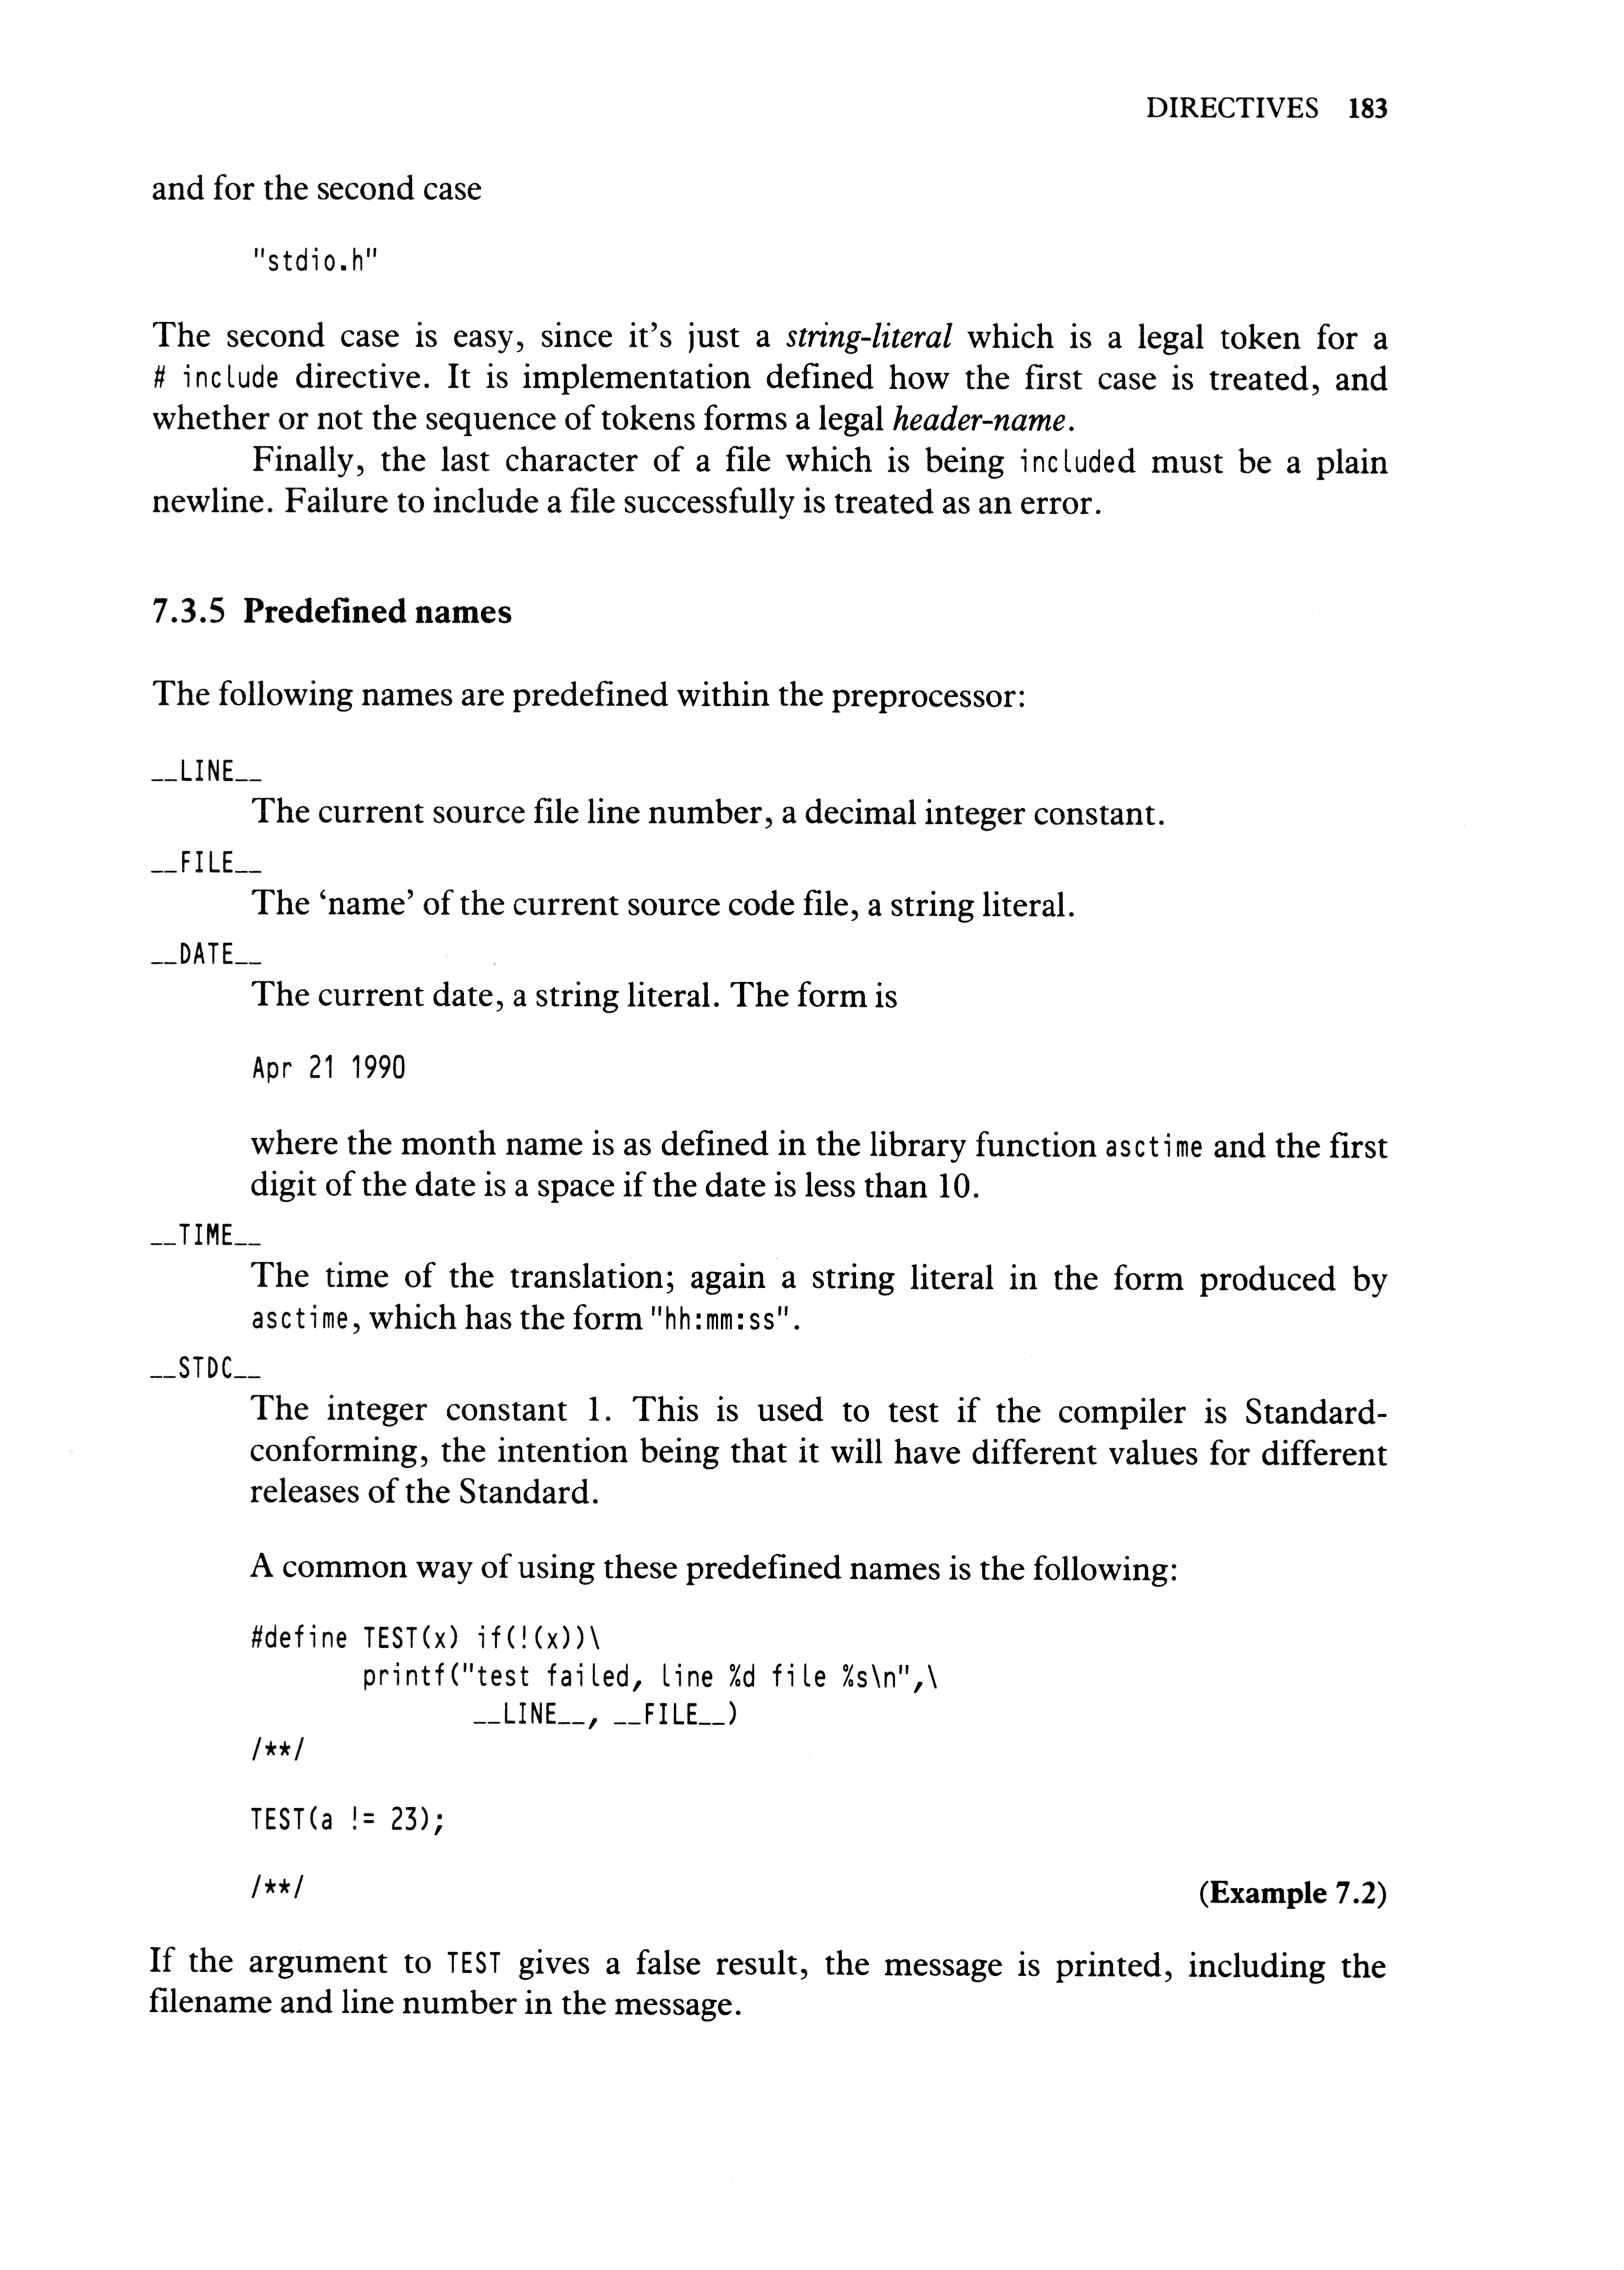 DIRECTIVES 183
and for the second case
"stdio.h"
The second case is easy, since it's just a string-literal which is a legal token for a
# include directive. It is implementation defined how the first case is treated, and
whether or not the sequence of tokens forms a legal header-name.
Finally, the last character of a file which is being included must be a plain
newline. Failure to include a file successfully is treated as an error.
7.3.5 Predefined names
The following names are predefined within the preprocessor:
__LINE__
The current source file line number, a decimal integer constant.
__FILE__
The ‘name’ of the current source code file, a string literal.
__DATE__
The current date, a string literal. The form is
Apr 21 1990
where the month name is as defined in the library function asctime and the first
digit of the date is a space if the date is less than 10.
__TIME__
The time of the translation; again a string literal in the form produced by
asctime, which has the form "hh:mm:ss".
__STDC__
The integer constant 1. This is used to test if the compiler is Standard-
conforming, the intention being that it will have different values for different
releases of the Standard.
A common way of using these predefined names is the following:
#define TEST(x) if(!(x))\
printf("test failed, line %d file %s\n",\
__LINE__, __FILE__)
/**/
TEST(a != 23);
/**/ (Example 7.2)
If the argument to TEST gives a false result, the message is printed, including the
filename and line number in the message.